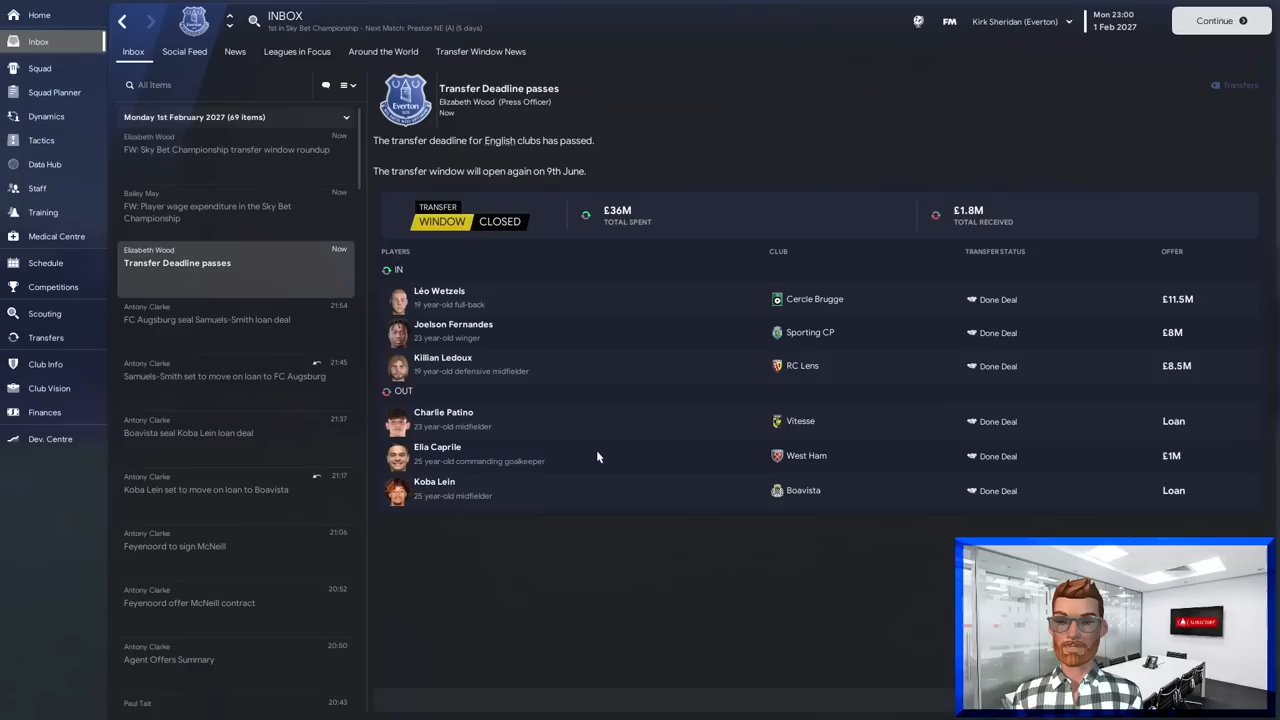 Home
Inbox
Squad
Squad Planner
Dynamics
Tactics
Data Hub
Staff
Training
Medical Centre
Schedule
Competitions
Scouting
Transfers
Club Info
Club Vision
Finances
Dev. Centre
INBOX
1st in Sky Bet Championship - Next Match: Preston NE (A) (5 days)
FM
Kirk Sheridan (Everton)
Mon 23:00
1 Feb 2027
Continue
Inbox
Social Feed
News
Leagues in Focus
Around the World
Transfer Window News
All Items
Monday 1st February 2027 (69 items)
Elizabeth Wood
Now
FW: Sky Bet Championship transfer window roundup
Bailey May
Now
FW: Player wage expenditure in the Sky Bet
Championship
Elizabeth Wood
Now
Transfer Deadline passes
Antony Clarke
21:54
FC Augsburg seal Samuels-Smith loan deal
Antony Clarke
21:45
Samuels-Smith set to move on loan to FC Augsburg
Antony Clarke
21:37
Boavista seal Koba Lein loan deal
Antony Clarke
21:17
Koba Lein set to move on loan to Boavista
Antony Clarke
21:06
Feyenoord to sign McNeill
Antony Clarke
20:52
Feyenoord offer McNeill contract
Antony Clarke
20:50
Agent Offers Summary
Paul Tait
20:43
Everton
Transfer Deadline passes
Elizabeth Wood (Press Officer)
Now
Transfers
The transfer deadline for English clubs has passed.
The transfer window will open again on 9th June.
TRANSFER
WINDOW CLOSED
£36M
TOTAL SPENT
£1.8M
TOTAL RECEIVED
PLAYERS CLUB TRANSFER STATUS OFFER
IN
Léo Wetzels
19 year-old full-back
Cercle Brugge
Done Deal
£11.5M
Joelson Fernandes
23 year-old winger
Sporting CP
Done Deal
£8M
Killian Ledoux
19 year-old defensive midfielder
RC Lens
Done Deal
£8.5M
OUT
Charlie Patino
23 year-old midfielder
Vitesse
Done Deal
Loan
Elia Caprile
25 year-old commanding goalkeeper
West Ham
Done Deal
£1M
Koba Lein
25 year-old midfielder
Boavista
Done Deal
Loan
SUBSCRIBE